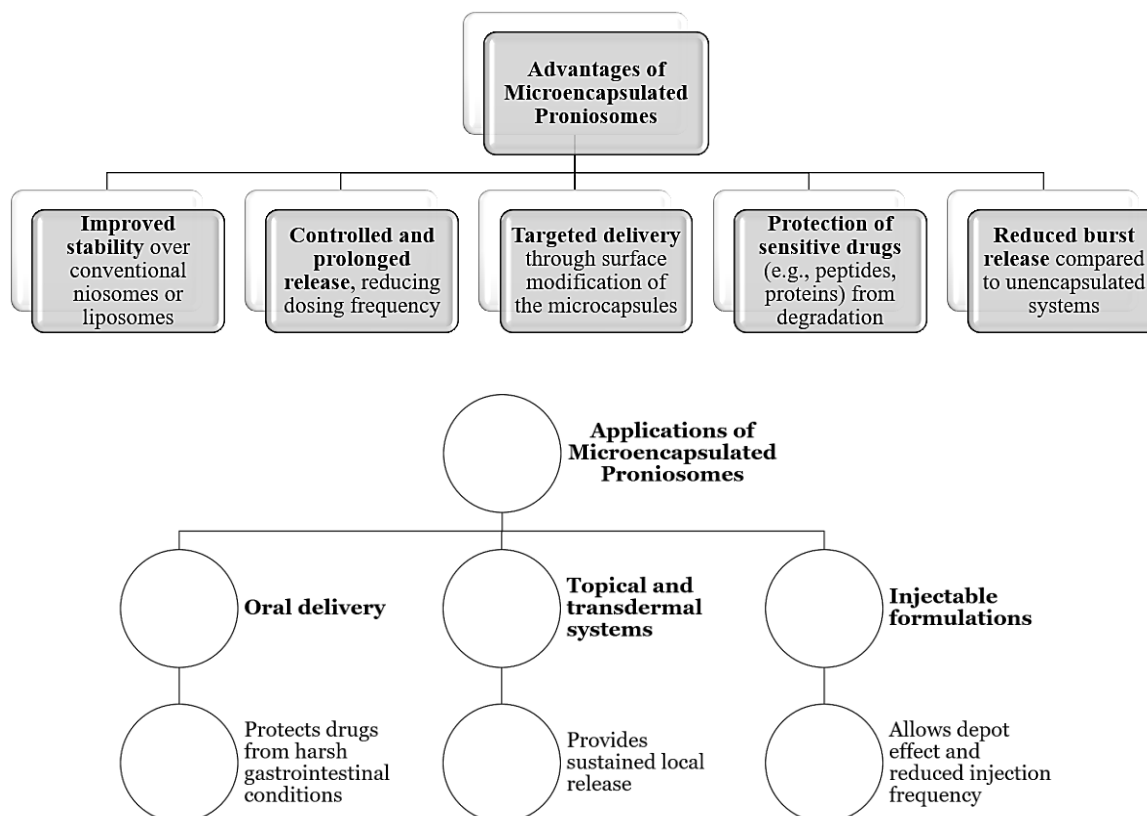 Advantages of
Microencapsulated
Proniosomes
Improved
stability over
conventional
niosomes or
liposomes
Controlled and
prolonged
release, reducing
dosing frequency
Targeted delivery
through surface
modification of
the microcapsules
Protection of
sensitive drugs
(e.g., peptides,
proteins) from
degradation
Reduced burst
release compared
to unencapsulated
systems
Applications of
Microencapsulated
Proniosomes
Oral delivery
Topical and
transdermal
systems
Injectable
formulations
Protects drugs
from harsh
gastrointestinal
conditions
Provides
sustained local
release
Allows depot
effect and
reduced injection
frequency